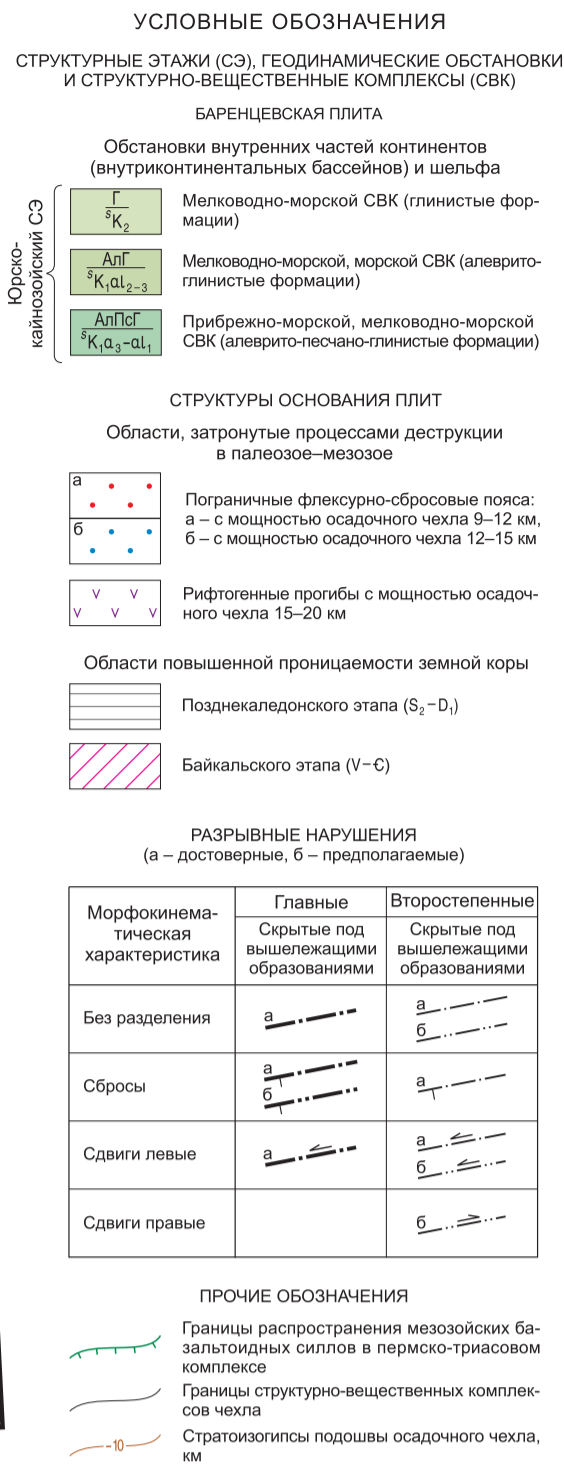 УСЛОВНЫЕ ОБОЗНАЧЕНИЯ
СТРУКТУРНЫЕ ЭТАЖИ (СЭ), ГЕОДИНАМИЧЕСКИЕ ОБСТАНОВКИ
И СТРУКТУРНО-ВЕЩЕСТВЕННЫЕ КОМПЛЕКСЫ (СВК)
БАРЕНЦЕВСКАЯ ПЛИТА
Обстановки внутренних частей континентов
(внутриконтинентальных бассейнов) и шельфа
Юрско-
кайнозойский СЭ
Г
sK2
Мелководно-морской СВК (глинистые фор-
мации)
АлГ
sK1al2–3
Мелководно-морской, морской СВК (алеврито-
глинистые формации)
АлПсГ
sK1a3–al1
Прибрежно-морской, мелководно-морской
СВК (алеврито-песчано-глинистые формации)
СТРУКТУРЫ ОСНОВАНИЯ ПЛИТ
Области, затронутые процессами деструкции
в палеозое–мезозое
а
б
Пограничные флексурно-сбросовые пояса:
а – с мощностью осадочного чехла 9–12 км,
б – с мощностью осадочного чехла 12–15 км
Рифтогенные прогибы с мощностью осадоч-
ного чехла 15–20 км
Области повышенной проницаемости земной коры
Позднекаледонского этапа (S2–D1)
Байкальского этапа (V–Є)
РАЗРЫВНЫЕ НАРУШЕНИЯ
(а – достоверные, б – предполагаемые)
Морфокинема-
тическая
характеристика
Главные
Второстепенные
Скрытые под
вышележащими
образованиями
Скрытые под
вышележащими
образованиями
Без разделения
а
а
б
Сбросы
а
б
а
Сдвиги левые
а
а
б
Сдвиги правые
б
ПРОЧИЕ ОБОЗНАЧЕНИЯ
Границы распространения мезозойских ба-
зальтоидных силлов в пермско-триасовом
комплексе
Границы структурно-вещественных комплек-
сов чехла
-10
Стратоизогипсы подошвы осадочного чехла,
км